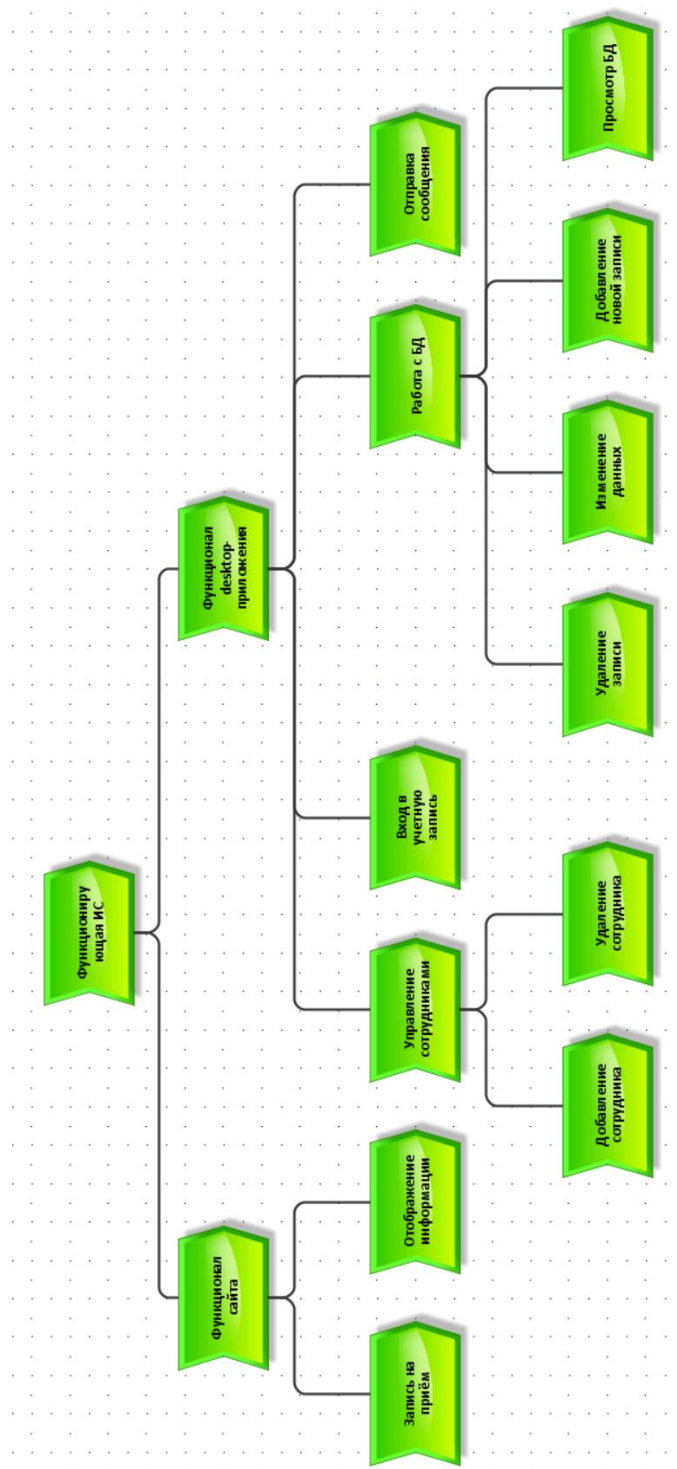 Функциониру
ющая ИС
Функционал
сайта
Функционал
desktop-
приложения
Запись на
приём
Отображение
информации
Управление
сотрудниками
Вход в
учетную
запись
Работа с БД
Отправка
сообщения
Добавление
сотрудника
Удаление
сотрудника
Удаление
записи
Изменение
данных
Добавление
новой записи
Просмотр БД